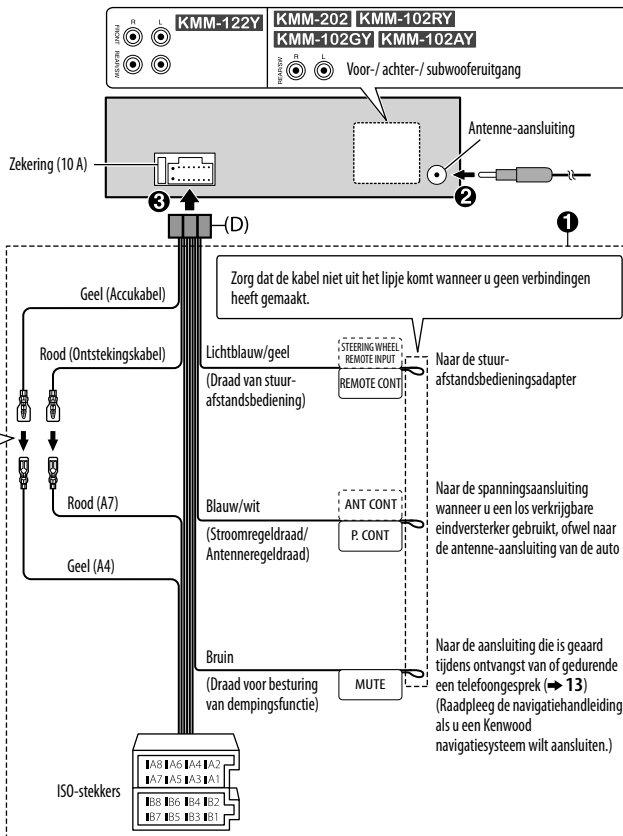 KMM-122Y
FRONT
R L
REAR/SW
KMM-202 KMM-102RY
KMM-102GY KMM-102AY
REAR/SW
R L
Voor-/ achter-/ subwooferuitgang
Antenne-aansluiting
Zekering (10 A)
3
2
(D)
1
Zorg dat de kabel niet uit het lipje komt wanneer u geen verbindingen
heeft gemaakt.
Geel (Accukabel)
Rood (Ontstekingskabel)
Lichtblauw/geel
(Draad van stuur-
afstandsbediening)
STEERING WHEEL
REMOTE INPUT
REMOTE CONT
Naar de stuur-
afstandsbedieningsadapter
Rood (A7)
Geel (A4)
Blauw/wit
(Stroomregeldraad/
Antenneregeldraad)
ANT CONT
P. CONT
Naar de spanningsaansluiting
wanneer u een los verkrijgbare
eindversterker gebruikt, ofwel naar
de antenne-aansluiting van de auto
Bruin
(Draad voor besturing
van dempingsfunctie)
MUTE
Naar de aansluiting die is geaard
tijdens ontvangst van of gedurende
een telefoongesprek (➡ 13)
(Raadpleeg de navigatiehandleiding
als u een Kenwood
navigatiesysteem wilt aansluiten.)
ISO-stekkers
A8 A6 A4 A2
A7 A5 A3 A1
B8 B6 B4 B2
B7 B5 B3 B1